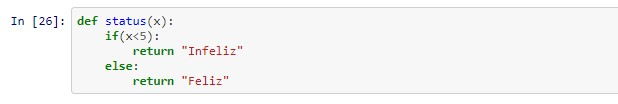 In [26]: def status(x):
    if(x<5):
        return "Infeliz"
    else:
        return "Feliz"